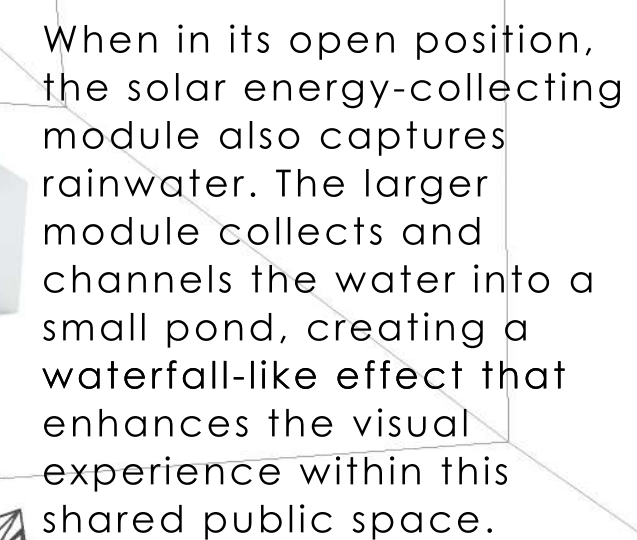 When in its open position,
the solar energy-collecting
module also captures
rainwater. The larger
module collects and
channels the water into a
small pond, creating a
waterfall-like effect that
enhances the visual
experience within this
shared public space.